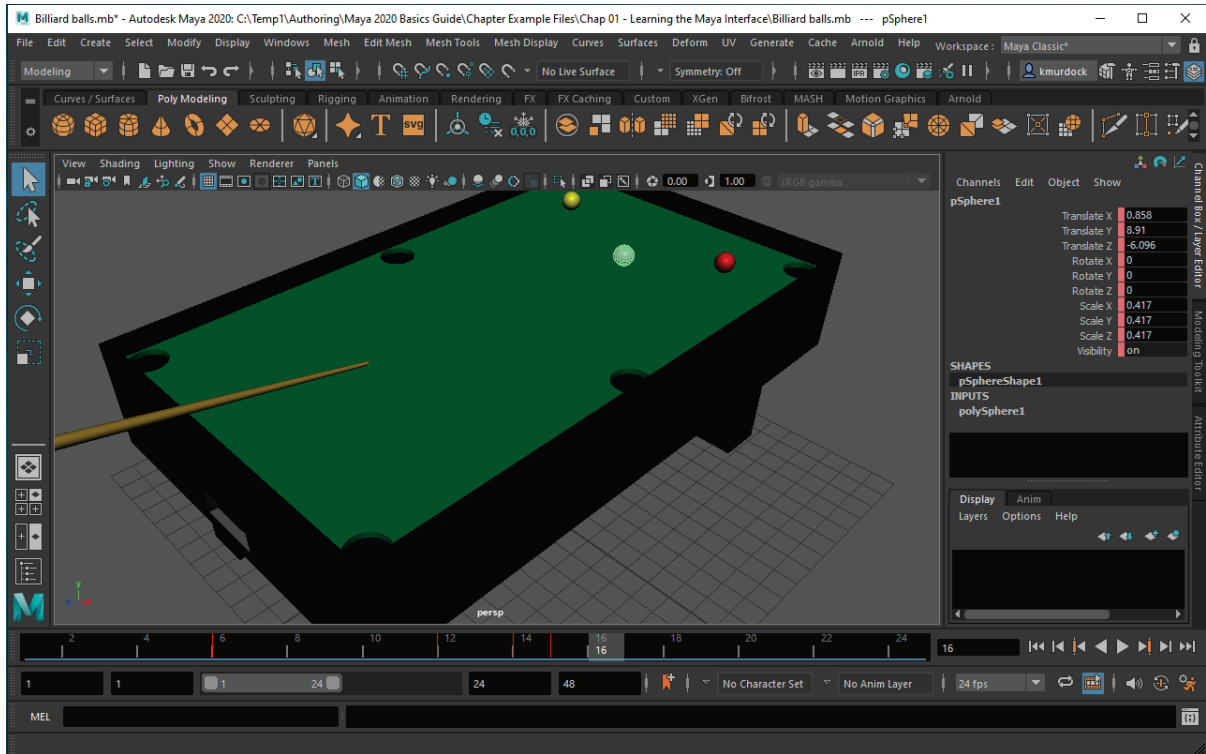 Billiard balls.mb* - Autodesk Maya 2020: C:\Temp1\Authoring\Maya 2020 Basics Guide\Chapter Example Files\Chap 01 - Learning the Maya Interface\Billiard balls.mb --- pSphere1
File Edit Create Select Modify Display Windows Mesh Edit Mesh Mesh Tools Mesh Display Curves Surfaces Deform UV Generate Cache Arnold Help Workspace: Maya Classic*
Modeling No Live Surface Symmetry: Off IPR kmurdock
Curves / Surfaces Poly Modeling Sculpting Rigging Animation Rendering FX FX Caching Custom XGen Bifrost MASH Motion Graphics Arnold
T SVG 0,0,0
View Shading Lighting Show Renderer Panels
0.00 1.00 sRGB gamma
Channels Edit Object Show
pSphere1
Translate X 0.858
Translate Y 8.91
Translate Z -6.096
Rotate X 0
Rotate Y 0
Rotate Z 0
Scale X 0.417
Scale Y 0.417
Scale Z 0.417
Visibility on
SHAPES
pSphereShape1
INPUTS
polySphere1
Channel Box / Layer Editor
Modeling Toolkit
Attribute Editor
Display Anim
Layers Options Help
y
persp
2 4 6 8 10 12 14 16 18 20 22 24
16 16
1 1 1 24 24 48 No Character Set No Anim Layer 24 fps
MEL